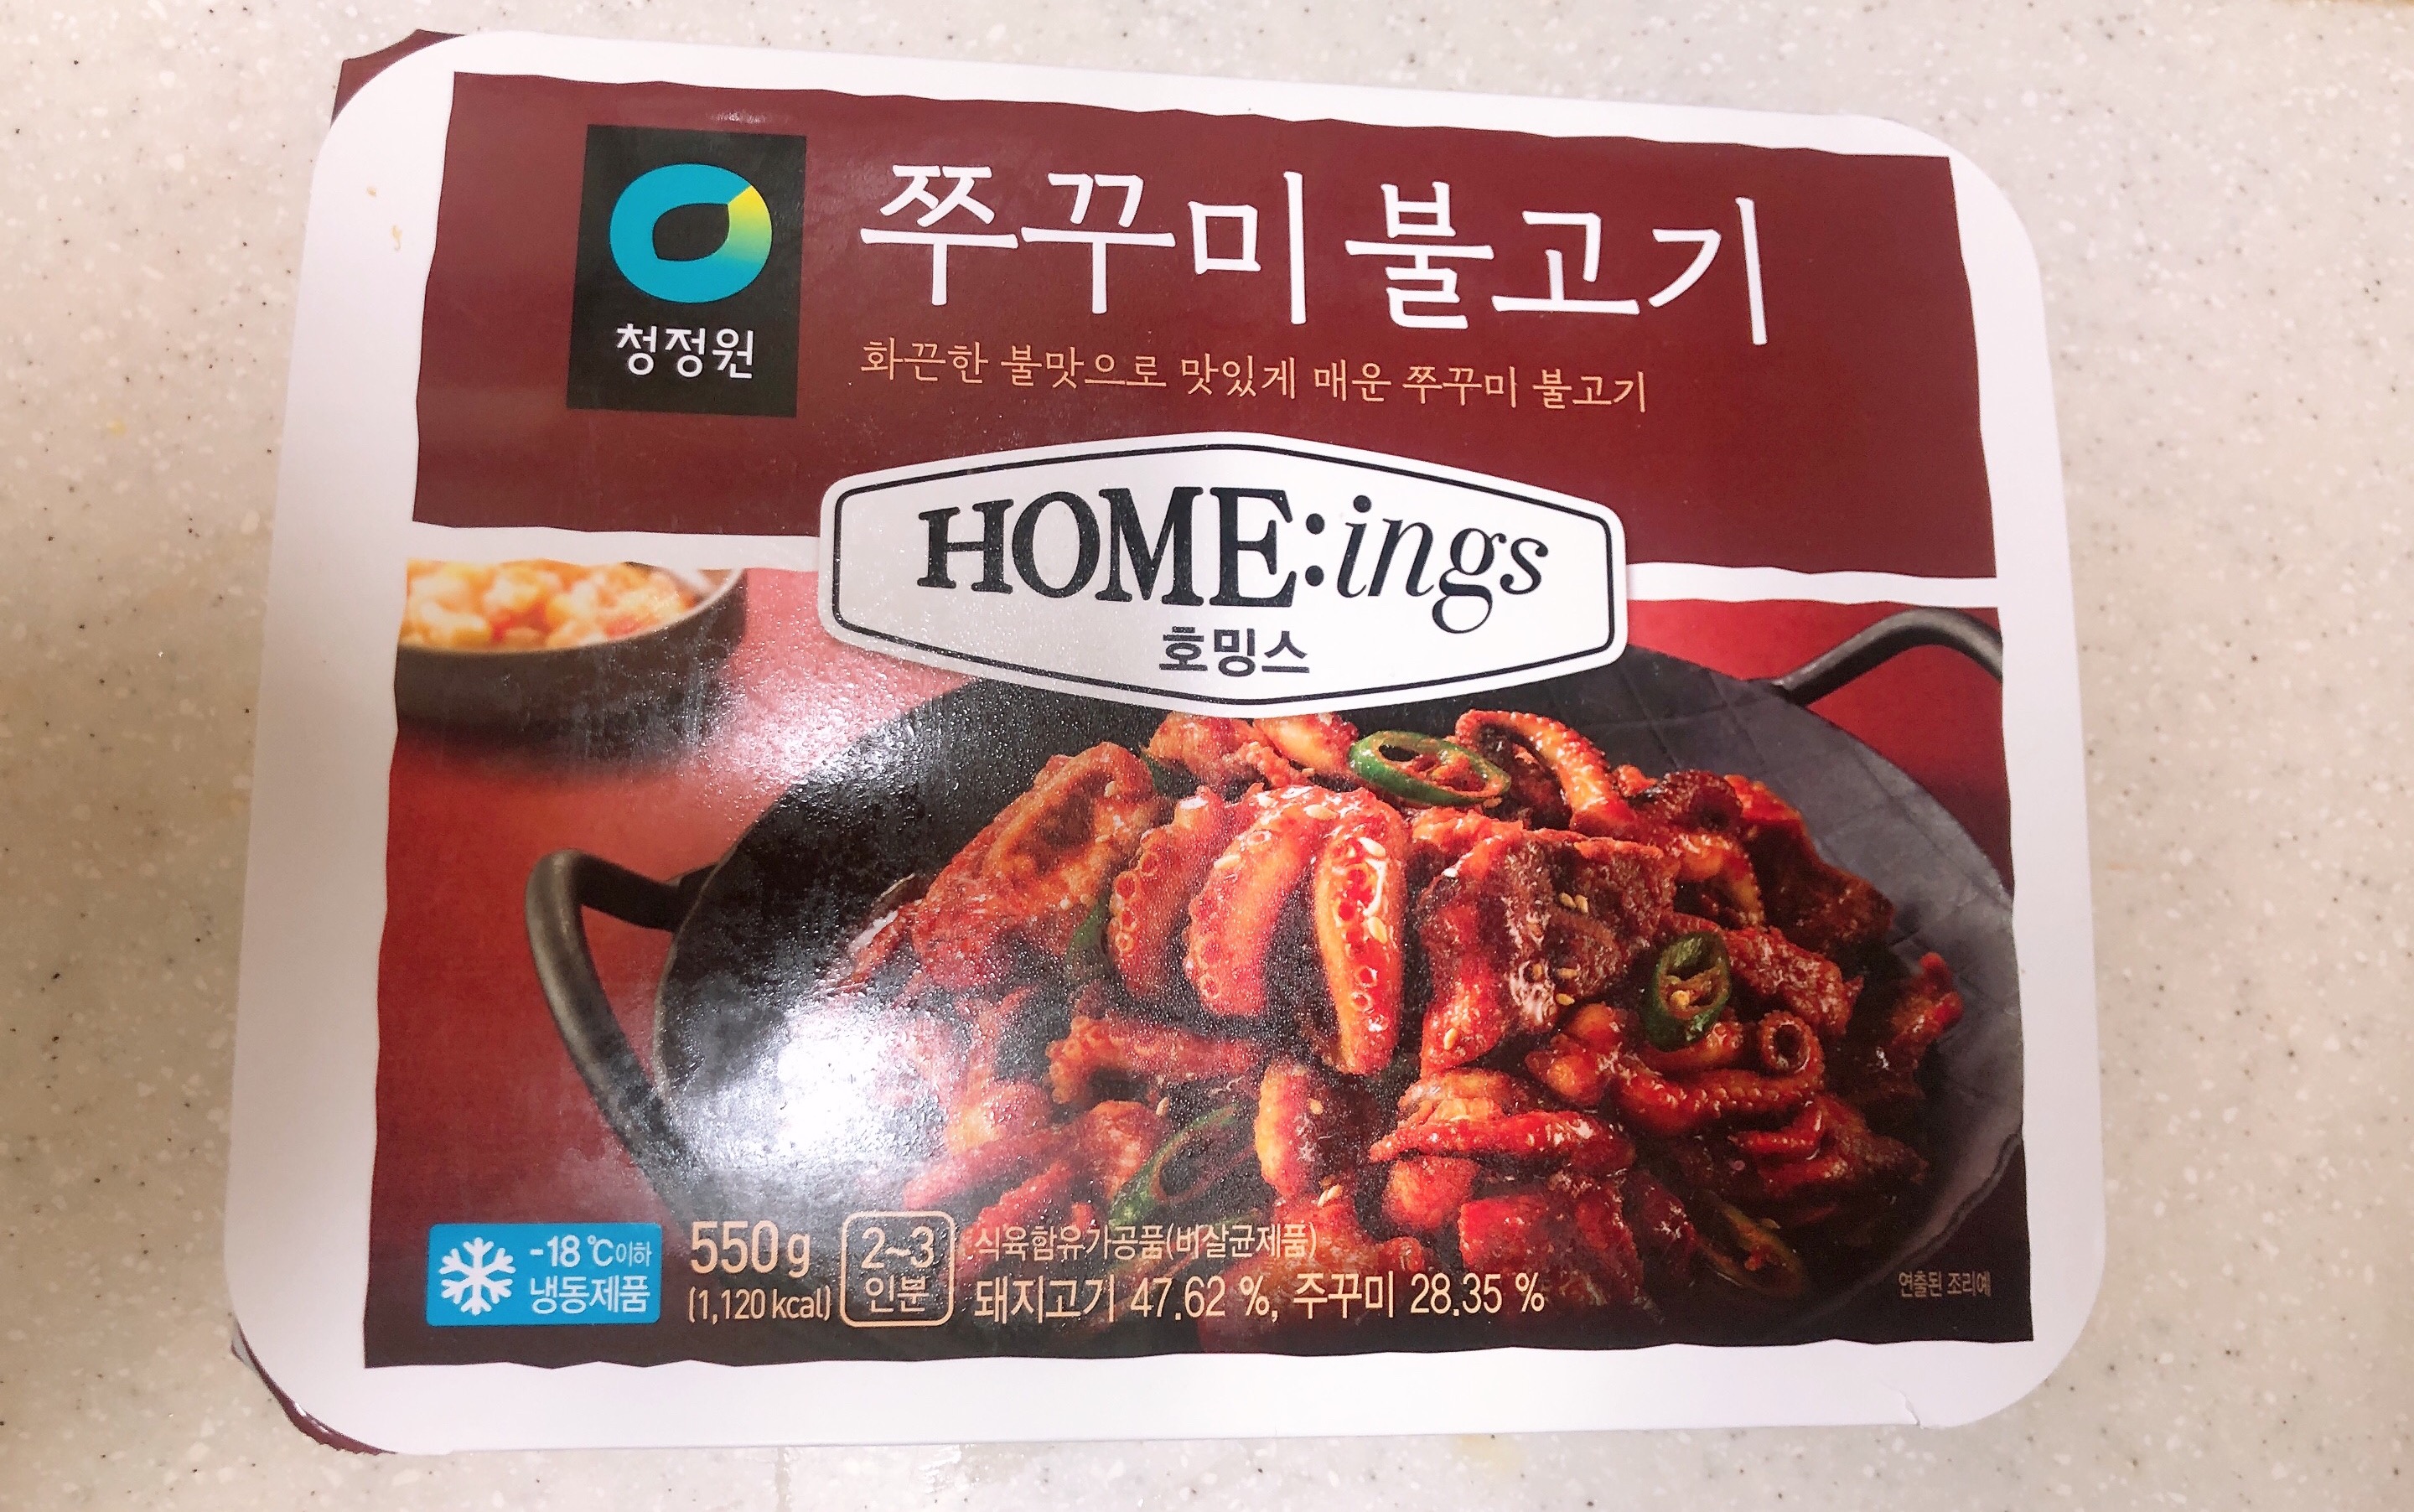 청정원
쭈꾸미 불고기
화끈한 불맛으로 맛있게 매운 쭈꾸미 불고기
HOME:ings
호밍스
-18 ℃이하
냉동제품
550g
(1,120 kcal)
2~3
인분
식육함유가공품(비살균제품)
돼지고기 47.62 %, 주꾸미 28.35 %
연출된 조리예